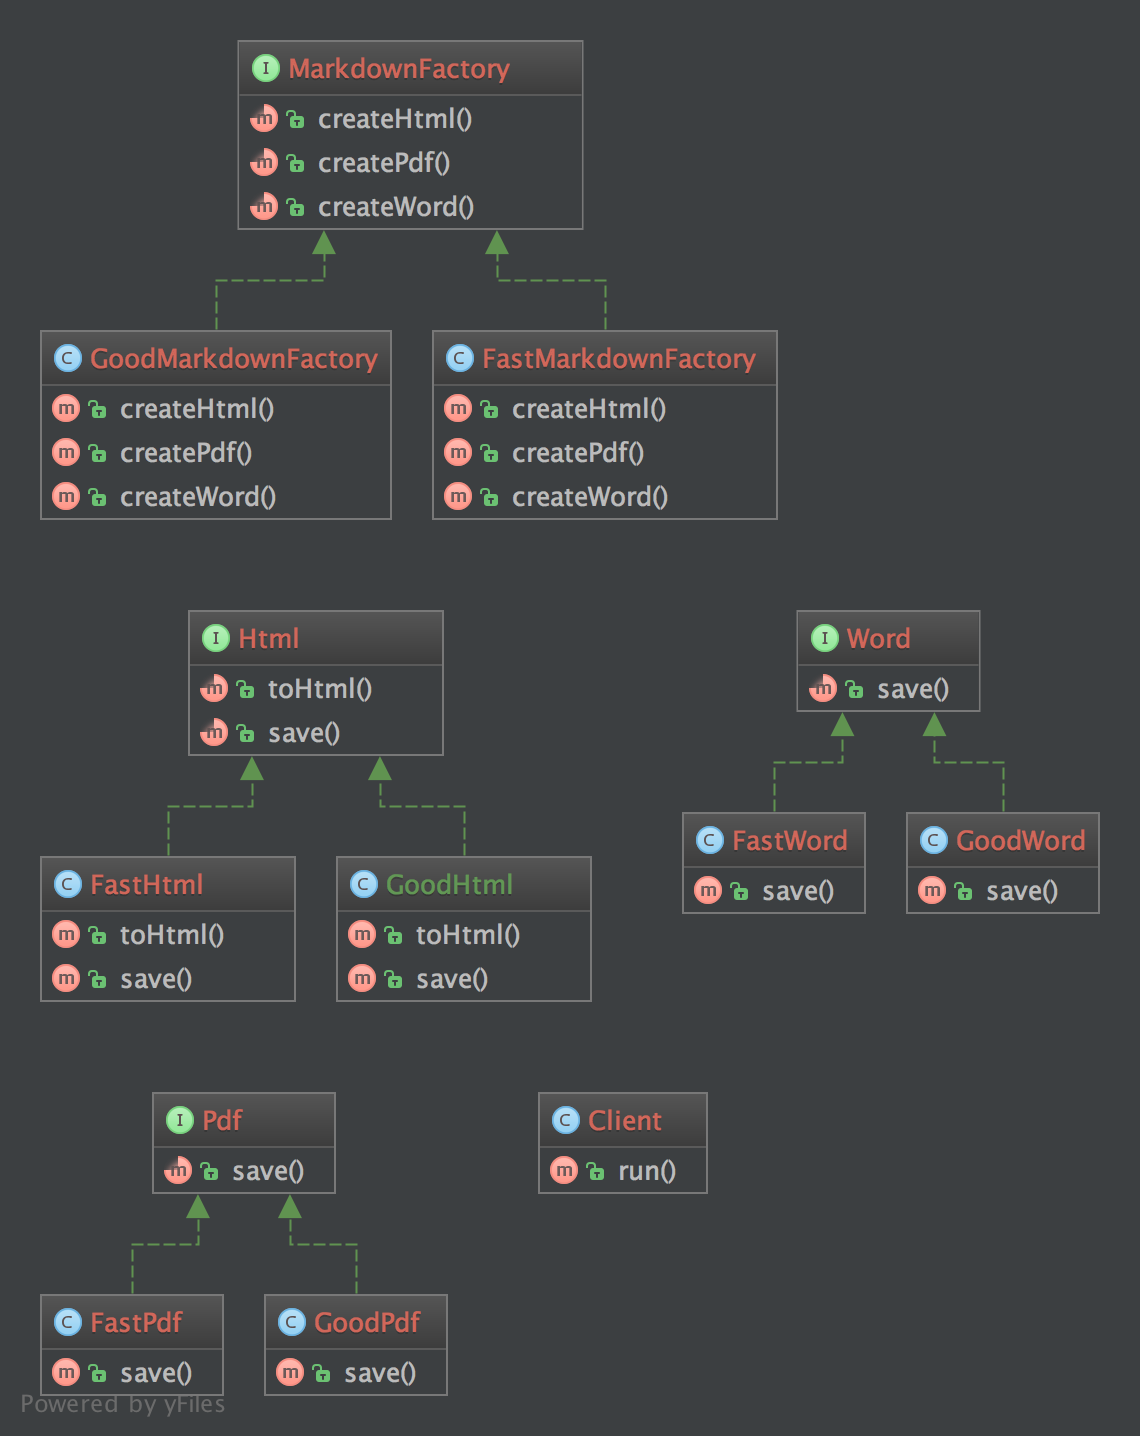 I MarkdownFactory
m createHtml()
m createPdf()
m createWord()
C GoodMarkdownFactory
m createHtml()
m createPdf()
m createWord()
C FastMarkdownFactory
m createHtml()
m createPdf()
m createWord()
I Html
m toHtml()
m save()
I Word
m save()
C FastWord
m save()
C GoodWord
m save()
C FastHtml
m toHtml()
m save()
C GoodHtml
m toHtml()
m save()
I Pdf
m save()
C Client
m run()
C FastPdf
m save()
C GoodPdf
m save()
Powered by yFiles